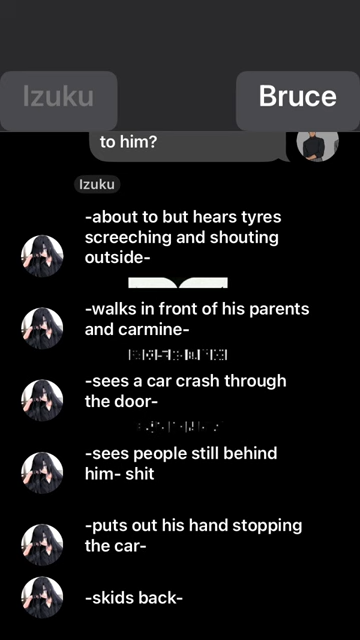 Izuku
Bruce
to him?
Izuku
-about to but hears tyres
screeching and shouting
outside-
-walks in front of his parents
and carmine-
-sees a car crash through
the door-
-sees people still behind
him- shit
-puts out his hand stopping
the car-
-skids back-